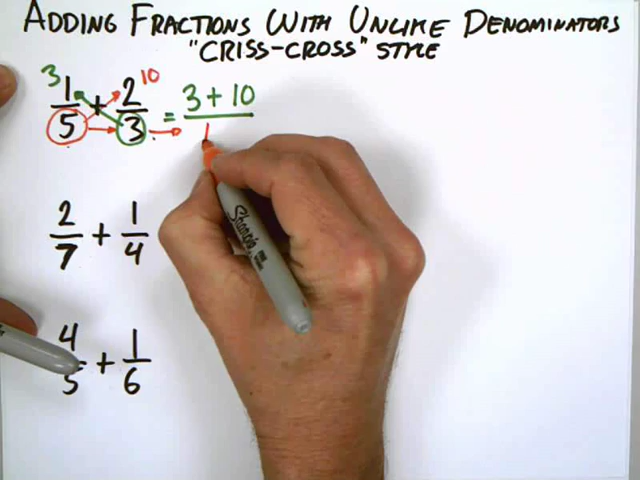 ADDING FRACTIONS WITH UNLIKE DENOMINATORS
"CRISS-CROSS" STYLE
3 1/5 + 2/3 10 = 3 + 10 / 1
Sharpie
2/7 + 1/4
4/5 + 1/6